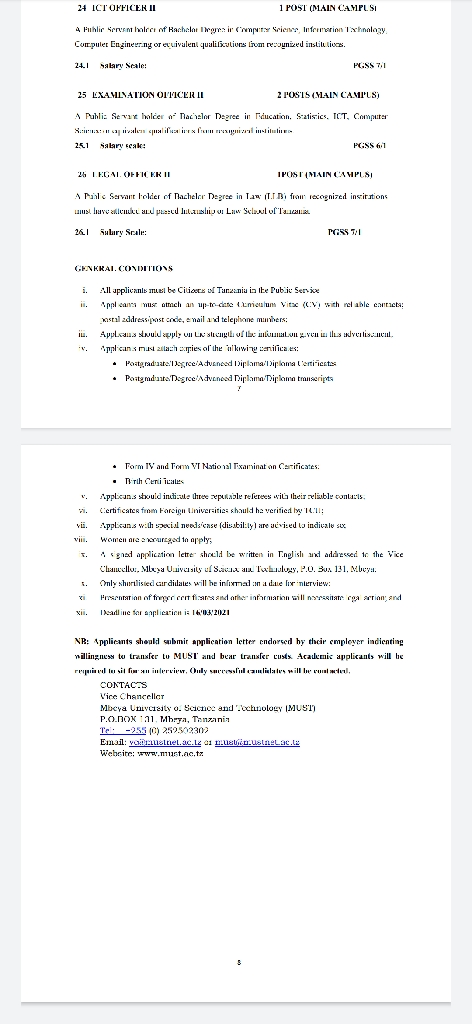 24 ICT OFFICER II 1 POST (MAIN CAMPUS)
A Public Servant holder of Bachelor Degree in Computer Science, Information Technology,
Computer Engineering or equivalent qualifications from recognized institutions.
24.1 Salary Scale: PGSS 7/1
25 EXAMINATION OFFICER II 2 POSTS (MAIN CAMPUS)
A Public Servant holder of Bachelor Degree in Education, Statistics, ICT, Computer
Science or equivalent qualifications from recognized institutions
25.1 Salary scale: PGSS 6/1
26 LEGAL OFFICER II 1POST (MAIN CAMPUS)
A Public Servant holder of Bachelor Degree in Law (LLB) from recognized institutions
must have attended and passed Internship or Law School of Tanzania.
26.1 Salary Scale: PGSS 7/1
GENERAL CONDITIONS
i. All applicants must be Citizens of Tanzania in the Public Service
ii. Applicants must attach an up-to-date Curriculum Vitae (CV) with reliable contacts;
postal address/post code, e-mail and telephone numbers;
iii. Applicants should apply on the strength of the information given in this advertisement;
iv. Applicants must attach copies of the following certificates:
• Postgraduate/Degree/Advanced Diploma/Diploma Certificates
• Postgraduate/Degree/Advanced Diploma/Diploma transcripts
7
• Form IV and Form VI National Examination Certificates;
• Birth Certificates
v. Applicants should indicate three reputable referees with their reliable contacts;
vi. Certificates from Foreign Universities should be verified by TCU;
vii. Applicants with special needs/case (disability) are advised to indicate so;
viii. Women are encouraged to apply;
ix. A signed application letter should be written in English and addressed to the Vice
Chancellor, Mbeya University of Science and Technology, P.O. Box 131, Mbeya.
x. Only shortlisted candidates will be informed on a date for interview;
xi. Presentation of forged certificates and other information will necessitate legal action; and
xii. Deadline for application is 16/03/2021
NB: Applicants should submit application letter endorsed by their employer indicating
willingness to transfer to MUST and bear transfer costs. Academic applicants will be
required to sit for an interview. Only successful candidates will be contacted.
CONTACTS
Vice Chancellor
Mbeya University of Science and Technology (MUST)
P.O.BOX 131. Mbeya, Tanzania
Tel: +255 (0) 252502302
Email: vc@mustnet.ac.tz or must@mustnet.ac.tz
Website: www.must.ac.tz
8